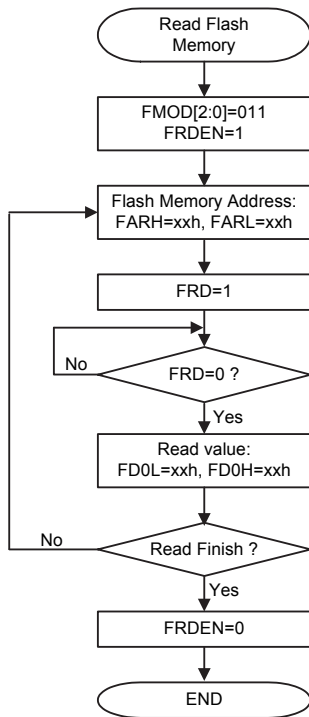 Read Flash
Memory
FMOD[2:0]=011
FRDEN=1
Flash Memory Address:
FARH=xxh, FARL=xxh
FRD=1
No
FRD=0 ?
Yes
Read value:
FD0L=xxh, FD0H=xxh
No
Read Finish ?
Yes
FRDEN=0
END